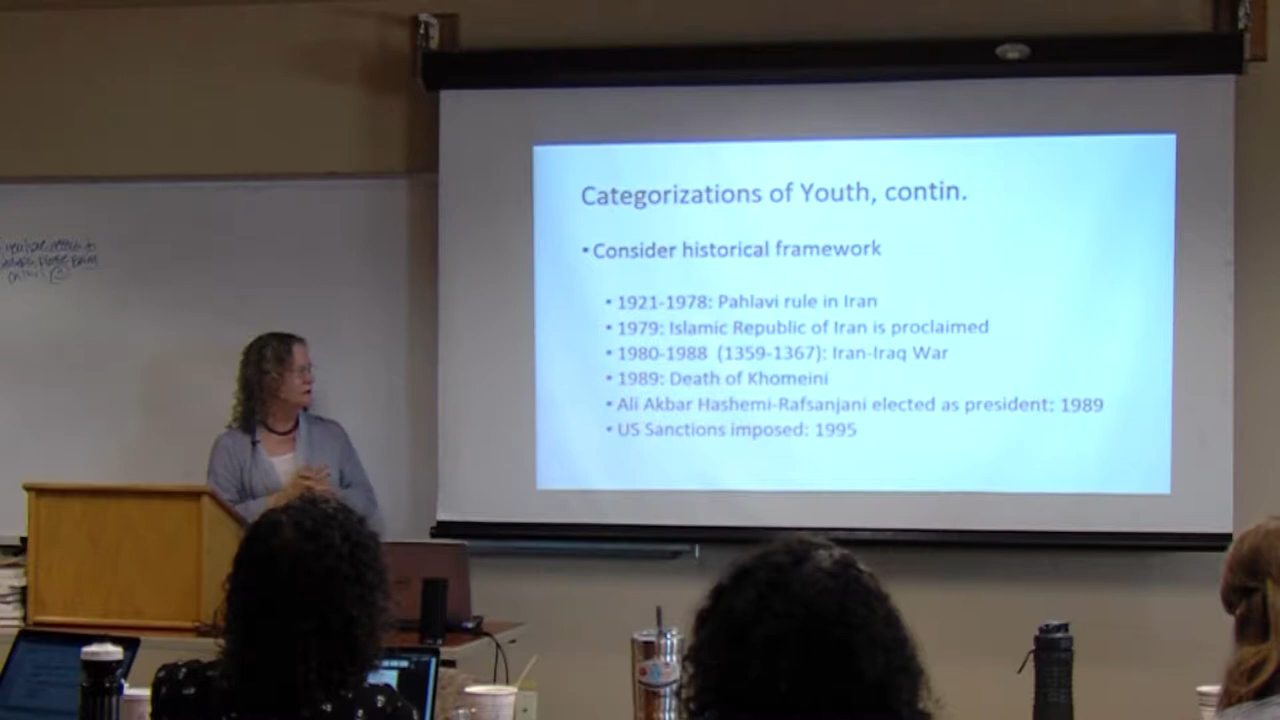 Categorizations of Youth, contin.
• Consider historical framework
• 1921-1978: Pahlavi rule in Iran
• 1979: Islamic Republic of Iran is proclaimed
• 1980-1988 (1359-1367): Iran-Iraq War
• 1989: Death of Khomeini
• Ali Akbar Hashemi-Rafsanjani elected as president: 1989
• US Sanctions imposed: 1995